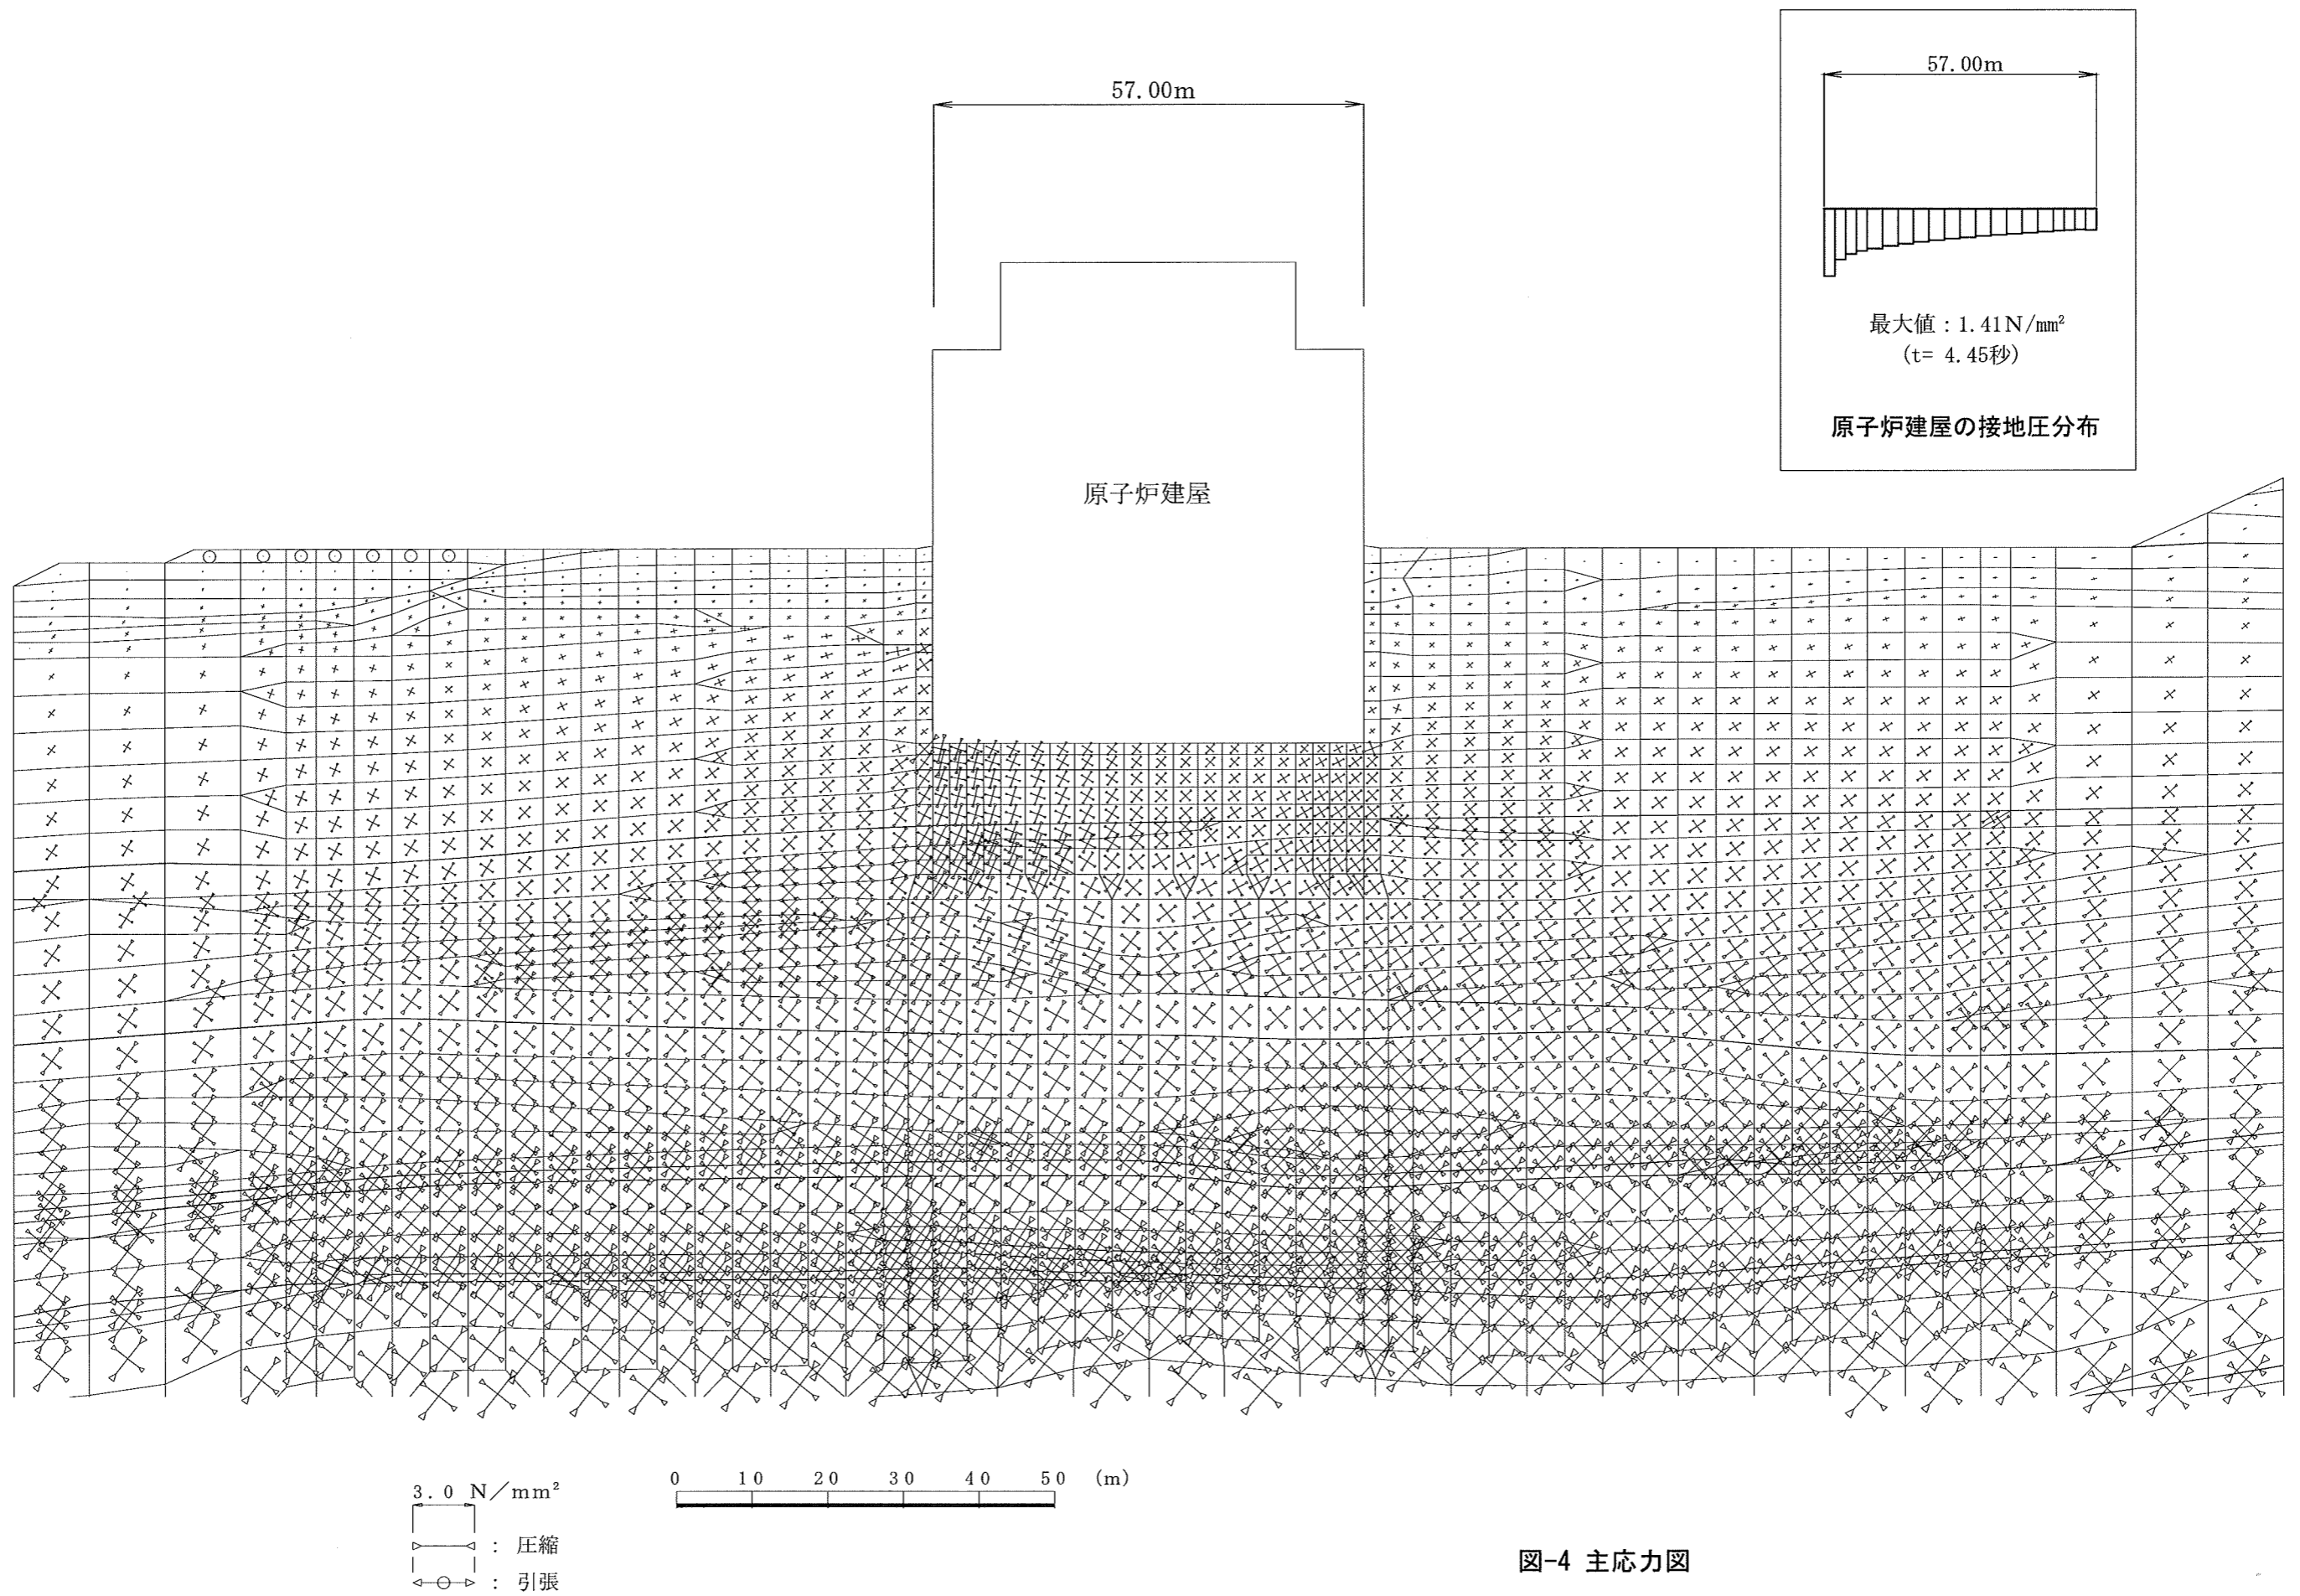 57.00m
57.00m
最大値：1.41N/㎜²
(t= 4.45秒)
原子炉建屋の接地圧分布
原子炉建屋
3.0 N／mm²
0 10 20 30 40 50 (m)
： 圧縮
： 引張
図-4 主応力図